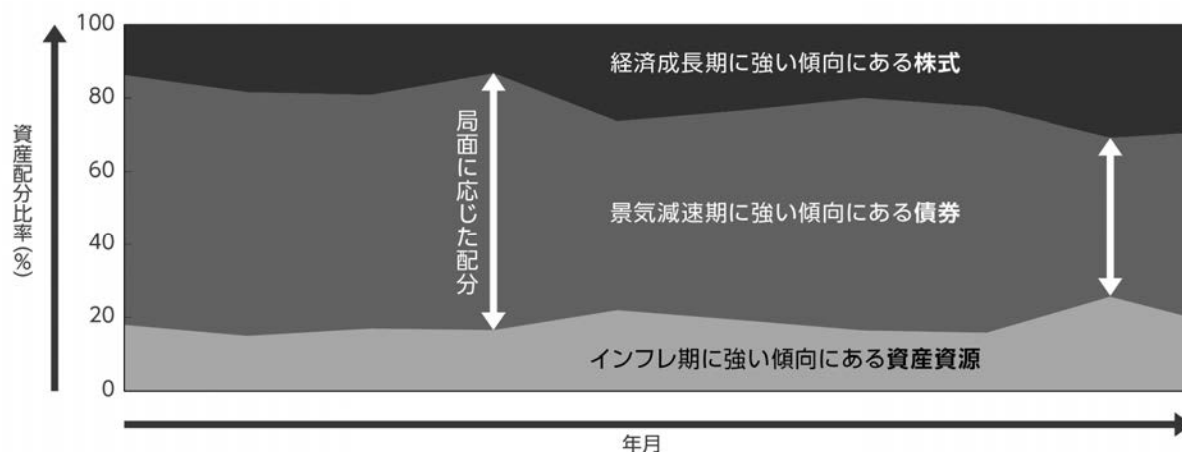 100
80
60
40
20
0
資産配分比率(%)
経済成長期に強い傾向にある株式
局面に応じた配分
景気減速期に強い傾向にある債券
インフレ期に強い傾向にある資産資源
年月